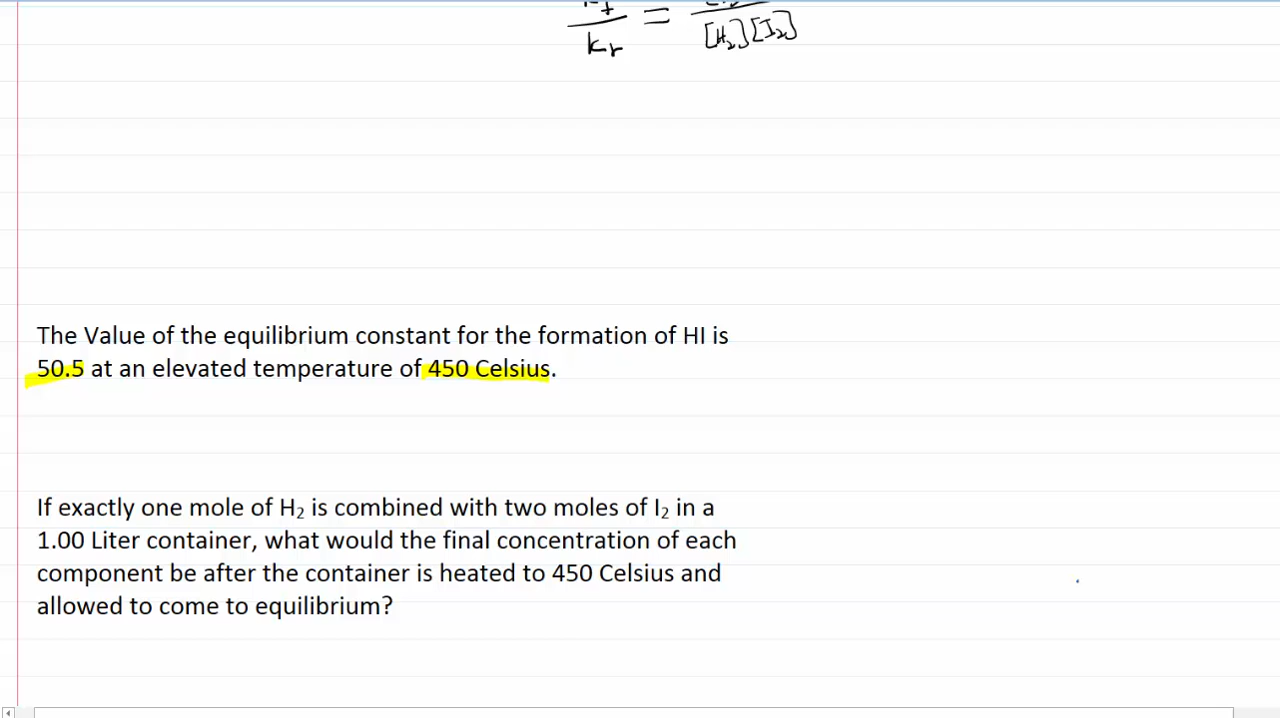 kf / kr = / [H2][I2]
The Value of the equilibrium constant for the formation of HI is
50.5 at an elevated temperature of 450 Celsius.
If exactly one mole of H₂ is combined with two moles of I₂ in a
1.00 Liter container, what would the final concentration of each
component be after the container is heated to 450 Celsius and
allowed to come to equilibrium?